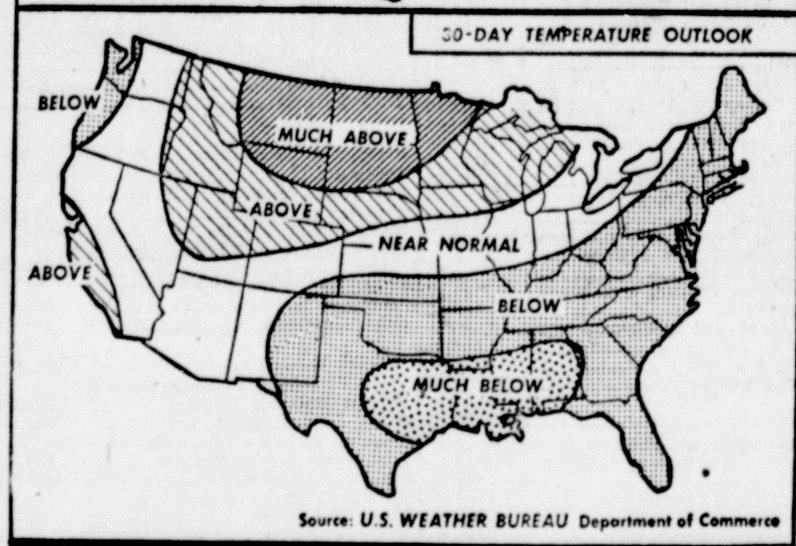 30-DAY TEMPERATURE OUTLOOK
BELOW
MUCH ABOVE
ABOVE
NEAR NORMAL
ABOVE
BELOW
MUCH BELOW
Source: U.S. WEATHER BUREAU Department of Commerce